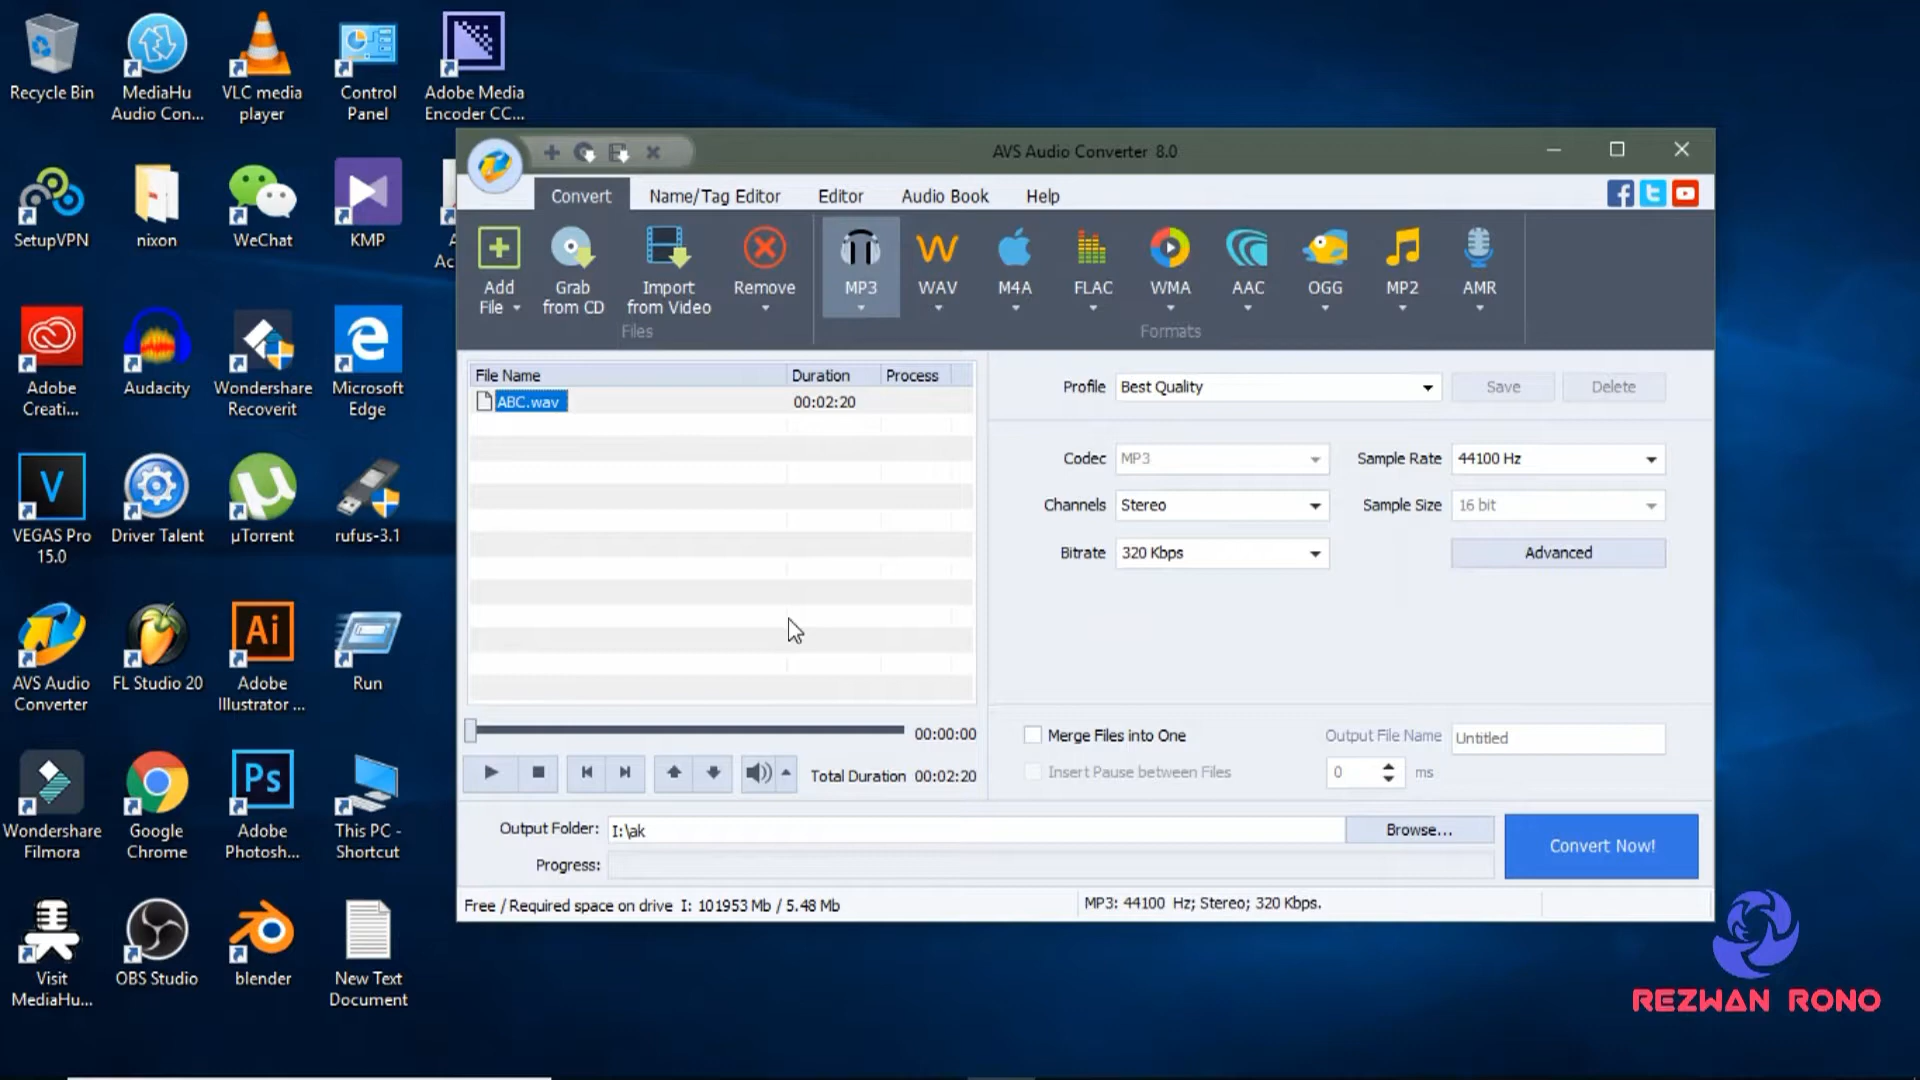 Recycle Bin
MediaHu
Audio Con...
VLC media
player
Control
Panel
Adobe Media
Encoder CC...
SetupVPN
nixon
WeChat
KMP
Adobe
Creati...
Audacity
Wondershare
Recoverit
Microsoft
Edge
VEGAS Pro
15.0
Driver Talent
µTorrent
rufus-3.1
AVS Audio
Converter
FL Studio 20
Adobe
Illustrator ...
Run
Wondershare
Filmora
Google
Chrome
Adobe
Photosh...
This PC -
Shortcut
Visit
MediaHu...
OBS Studio
blender
New Text
Document
V
Ai
Ps
AVS Audio Converter 8.0
Convert
Name/Tag Editor
Editor
Audio Book
Help
Add
File
Grab
from CD
Import
from Video
Remove
Files
MP3
WAV
M4A
FLAC
WMA
AAC
OGG
MP2
AMR
Formats
File Name
Duration
Process
ABC.wav
00:02:20
Profile
Best Quality
Save
Delete
Codec
MP3
Sample Rate
44100 Hz
Channels
Stereo
Sample Size
16 bit
Bitrate
320 Kbps
Advanced
00:00:00
Total Duration 00:02:20
Merge Files into One
Output File Name
Untitled
Insert Pause between Files
0
ms
Output Folder:
I:\ak
Browse...
Convert Now!
Progress:
Free / Required space on drive I: 101953 Mb / 5.48 Mb
MP3: 44100 Hz; Stereo; 320 Kbps.
REZWAN RONO